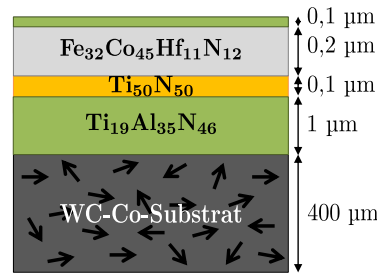 0,1 µm
Fe₃₂Co₄₅Hf₁₁N₁₂ 0,2 µm
Ti₅₀N₅₀ 0,1 µm
Ti₁₉Al₃₅N₄₆ 1 µm
WC-Co-Substrat 400 µm